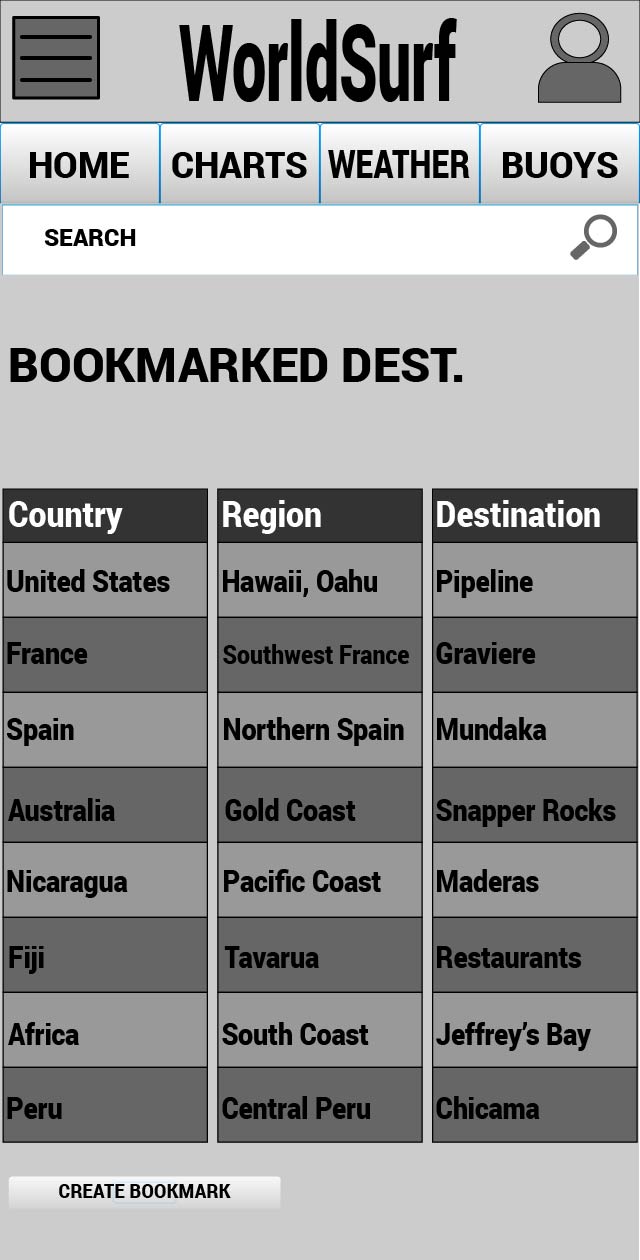 WorldSurf
HOME CHARTS WEATHER BUOYS
SEARCH
BOOKMARKED DEST.
Country Region Destination
United States Hawaii, Oahu Pipeline
France Southwest France Graviere
Spain Northern Spain Mundaka
Australia Gold Coast Snapper Rocks
Nicaragua Pacific Coast Maderas
Fiji Tavarua Restaurants
Africa South Coast Jeffrey’s Bay
Peru Central Peru Chicama
CREATE BOOKMARK